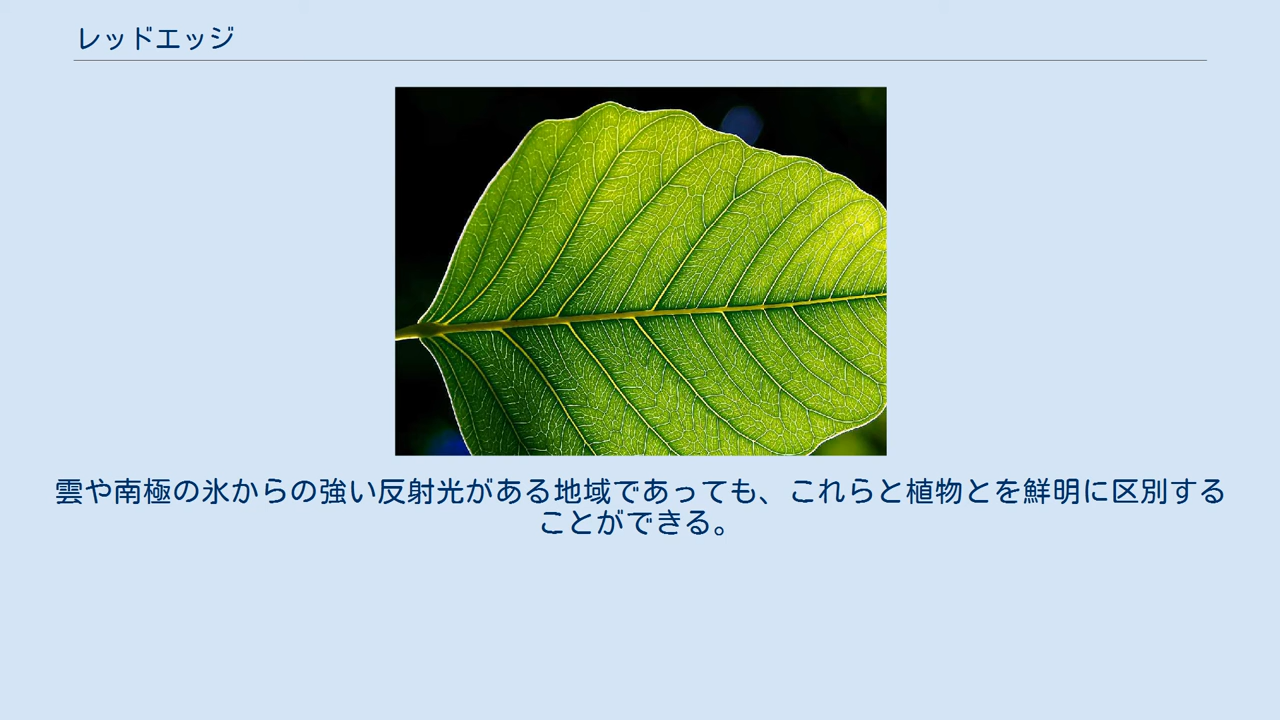 レッドエッジ
雲や南極の氷からの強い反射光がある地域であっても、これらと植物とを鮮明に区別する
ことができる。